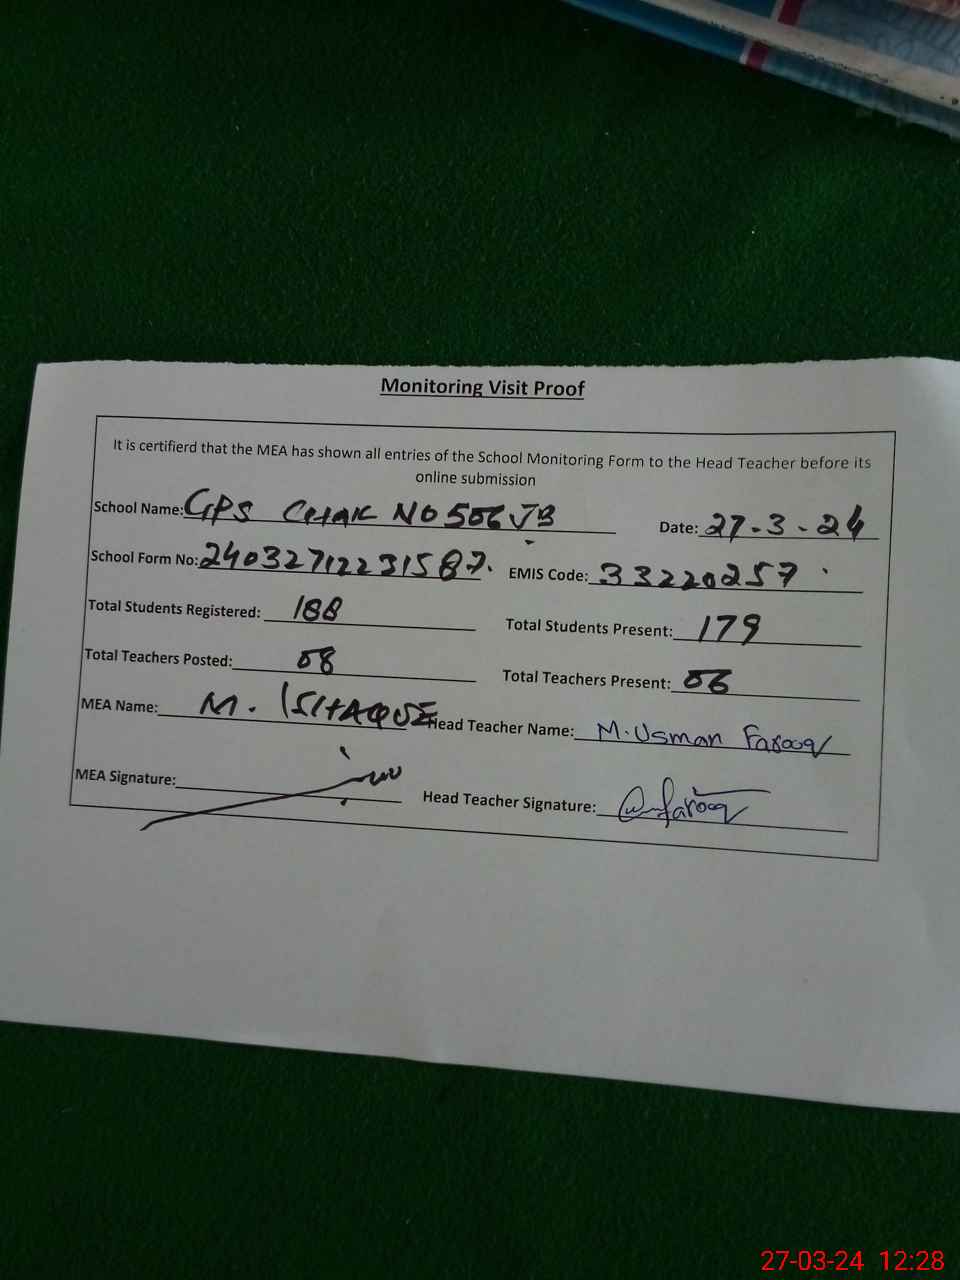 Monitoring Visit Proof
It is certifierd that the MEA has shown all entries of the School Monitoring Form to the Head Teacher before its
online submission
School Name: GPS CHAK NO 506 JB Date: 27-3-24
School Form No: 24032712231587. EMIS Code: 33220257
Total Students Registered: 188 Total Students Present: 179
Total Teachers Posted: 08 Total Teachers Present: 06
MEA Name: M. ISHAQUE Head Teacher Name: M. Usman Farooq
MEA Signature: Head Teacher Signature: farooq
27-03-24 12:28